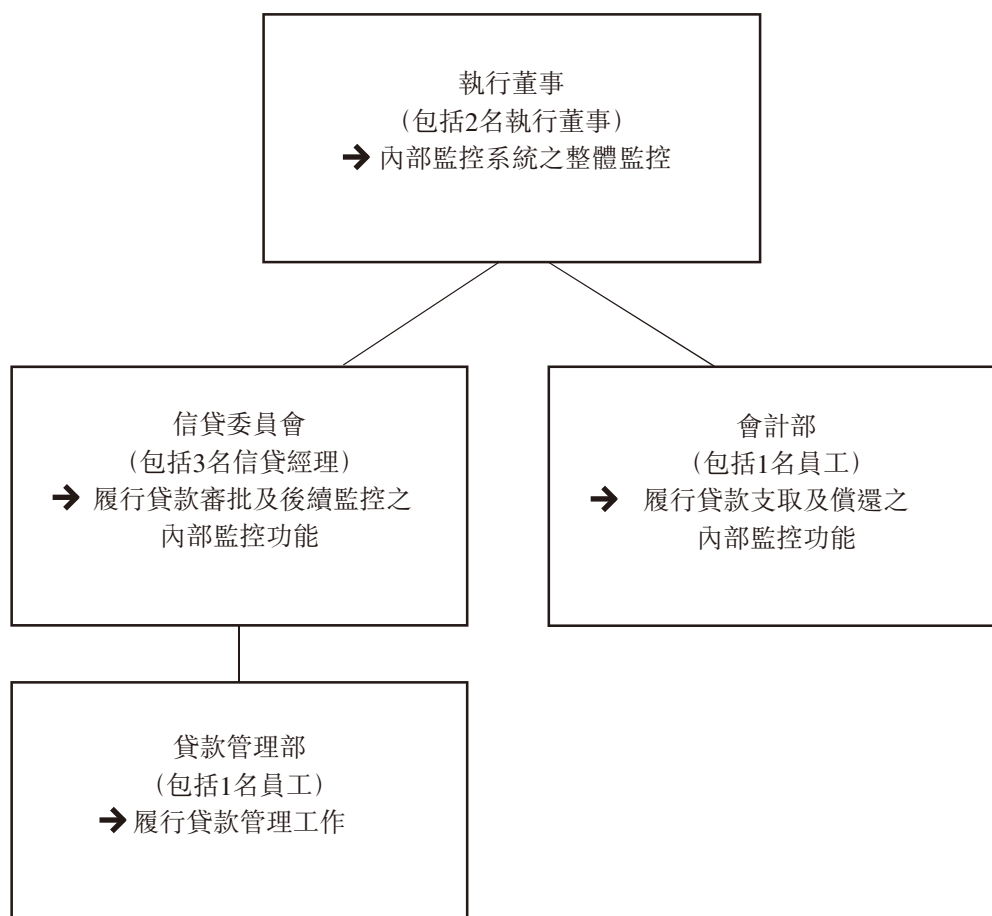 執行董事
（包括2名執行董事）
➔ 內部監控系統之整體監控
信貸委員會
（包括3名信貸經理）
➔ 履行貸款審批及後續監控之
內部監控功能
會計部
（包括1名員工）
➔ 履行貸款支取及償還之
內部監控功能
貸款管理部
（包括1名員工）
➔ 履行貸款管理工作